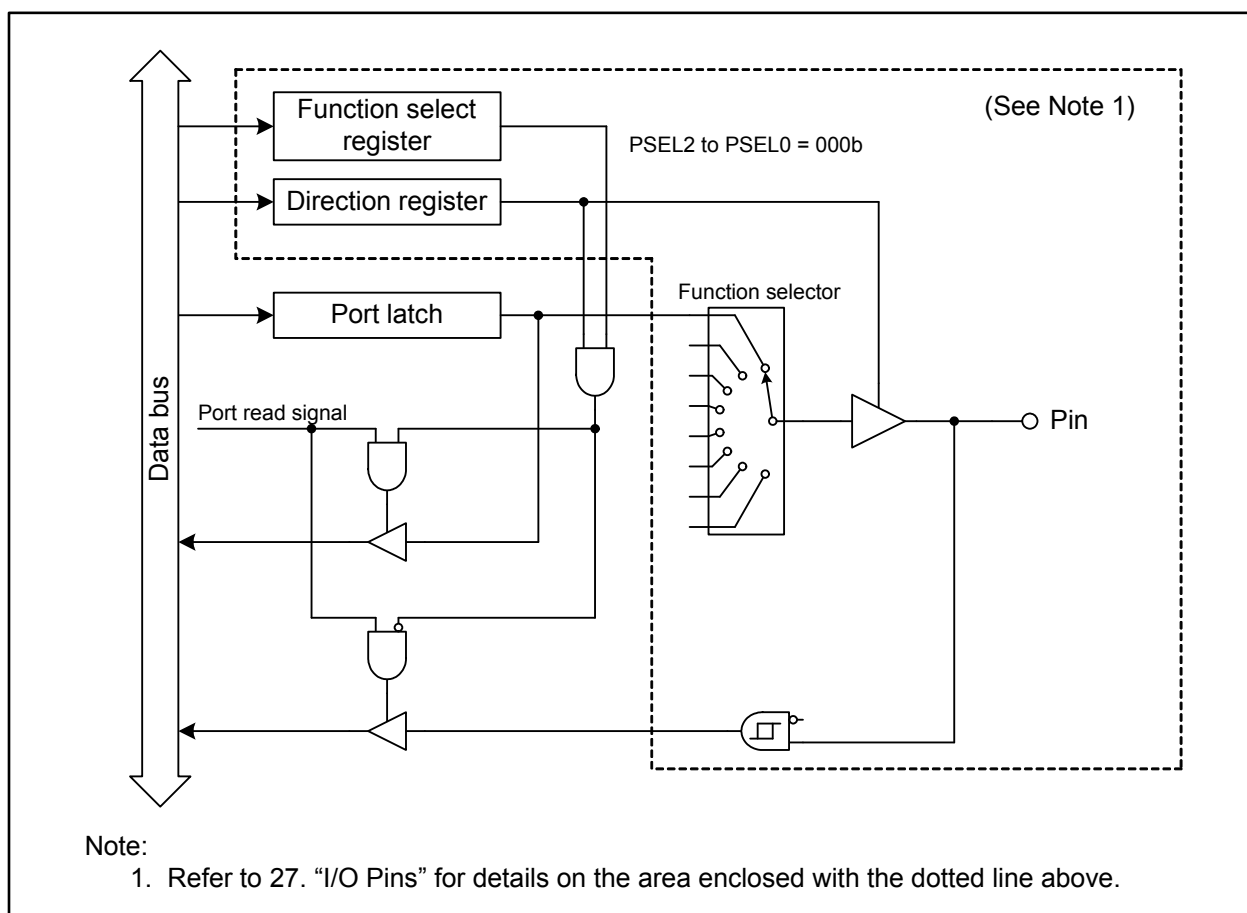 (See Note 1)
Function select
register
PSEL2 to PSEL0 = 000b
Direction register
Function selector
Port latch
Data bus
Port read signal
Pin
Note:
1. Refer to 27. “I/O Pins” for details on the area enclosed with the dotted line above.